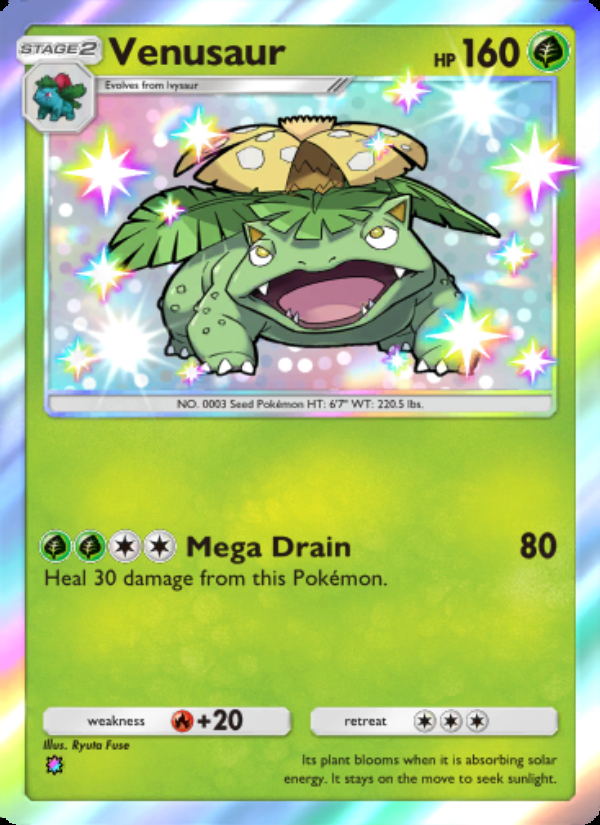 STAGE 2 Venusaur HP 160
Evolves from Ivysaur
NO. 0003 Seed Pokémon HT: 6'7" WT: 220.5 lbs.
Mega Drain 80
Heal 30 damage from this Pokémon.
weakness +20 retreat
Illus. Ryuta Fuse
Its plant blooms when it is absorbing solar
energy. It stays on the move to seek sunlight.